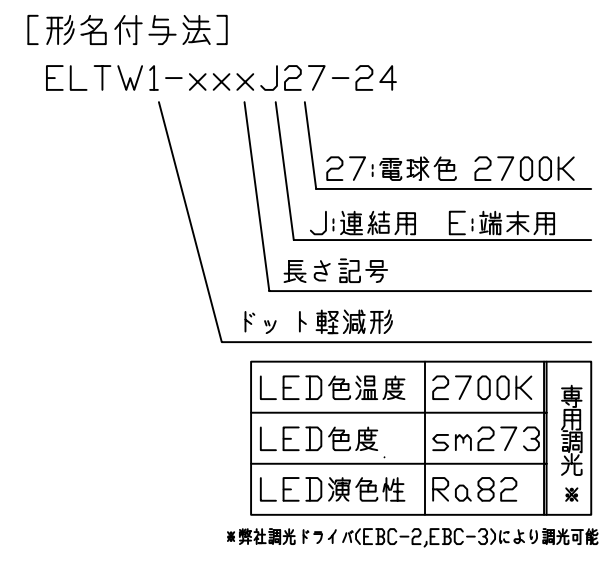 [形名付与法]
ELTW1-xxxJ27-24
27:電球色 2700K
J:連結用 E:端末用
長さ記号
ドット軽減形
LED色温度 2700K
LED色度 sm273
LED演色性 Ra82
専用調光※
※弊社調光ドライバ(EBC-2,EBC-3)により調光可能